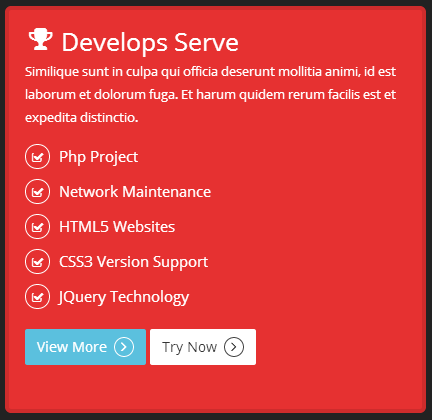 Develops Serve
Similique sunt in culpa qui officia deserunt mollitia animi, id est
laborum et dolorum fuga. Et harum quidem rerum facilis est et
expedita distinctio.
Php Project
Network Maintenance
HTML5 Websites
CSS3 Version Support
JQuery Technology
View More Try Now